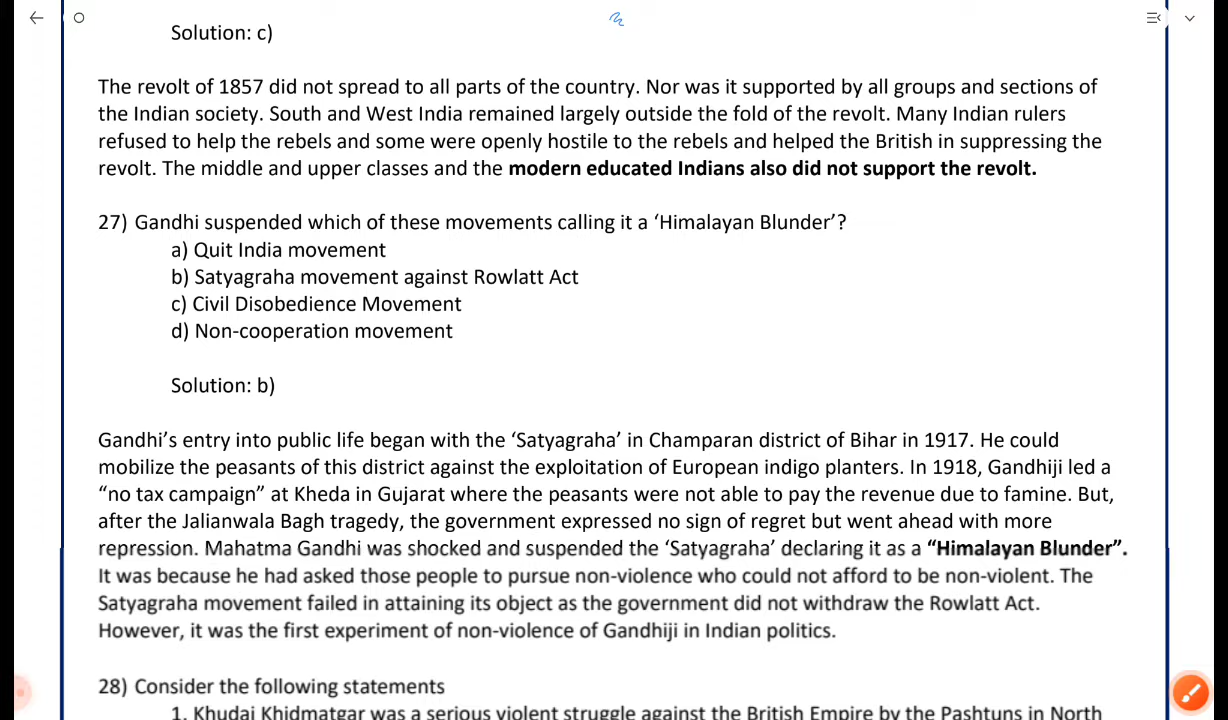 Solution: c)
The revolt of 1857 did not spread to all parts of the country. Nor was it supported by all groups and sections of
the Indian society. South and West India remained largely outside the fold of the revolt. Many Indian rulers
refused to help the rebels and some were openly hostile to the rebels and helped the British in suppressing the
revolt. The middle and upper classes and the modern educated Indians also did not support the revolt.
27) Gandhi suspended which of these movements calling it a ‘Himalayan Blunder’?
a) Quit India movement
b) Satyagraha movement against Rowlatt Act
c) Civil Disobedience Movement
d) Non-cooperation movement
Solution: b)
Gandhi’s entry into public life began with the ‘Satyagraha’ in Champaran district of Bihar in 1917. He could
mobilize the peasants of this district against the exploitation of European indigo planters. In 1918, Gandhiji led a
“no tax campaign” at Kheda in Gujarat where the peasants were not able to pay the revenue due to famine. But,
after the Jalianwala Bagh tragedy, the government expressed no sign of regret but went ahead with more
repression. Mahatma Gandhi was shocked and suspended the ‘Satyagraha’ declaring it as a “Himalayan Blunder”.
It was because he had asked those people to pursue non-violence who could not afford to be non-violent. The
Satyagraha movement failed in attaining its object as the government did not withdraw the Rowlatt Act.
However, it was the first experiment of non-violence of Gandhiji in Indian politics.
28) Consider the following statements
1. Khudai Khidmatgar was a serious violent struggle against the British Empire by the Pashtuns in North